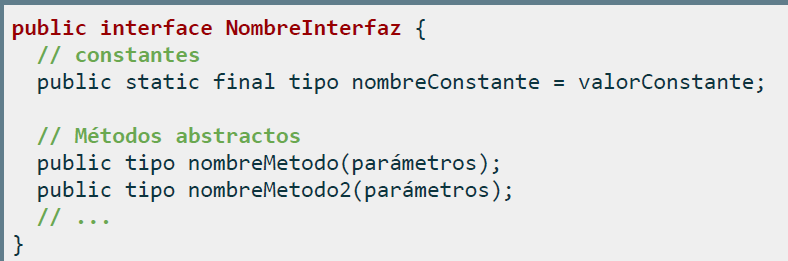 public interface NombreInterfaz {
// constantes
public static final tipo nombreConstante = valorConstante;
// Métodos abstractos
public tipo nombreMetodo(parámetros);
public tipo nombreMetodo2(parámetros);
// ...
}